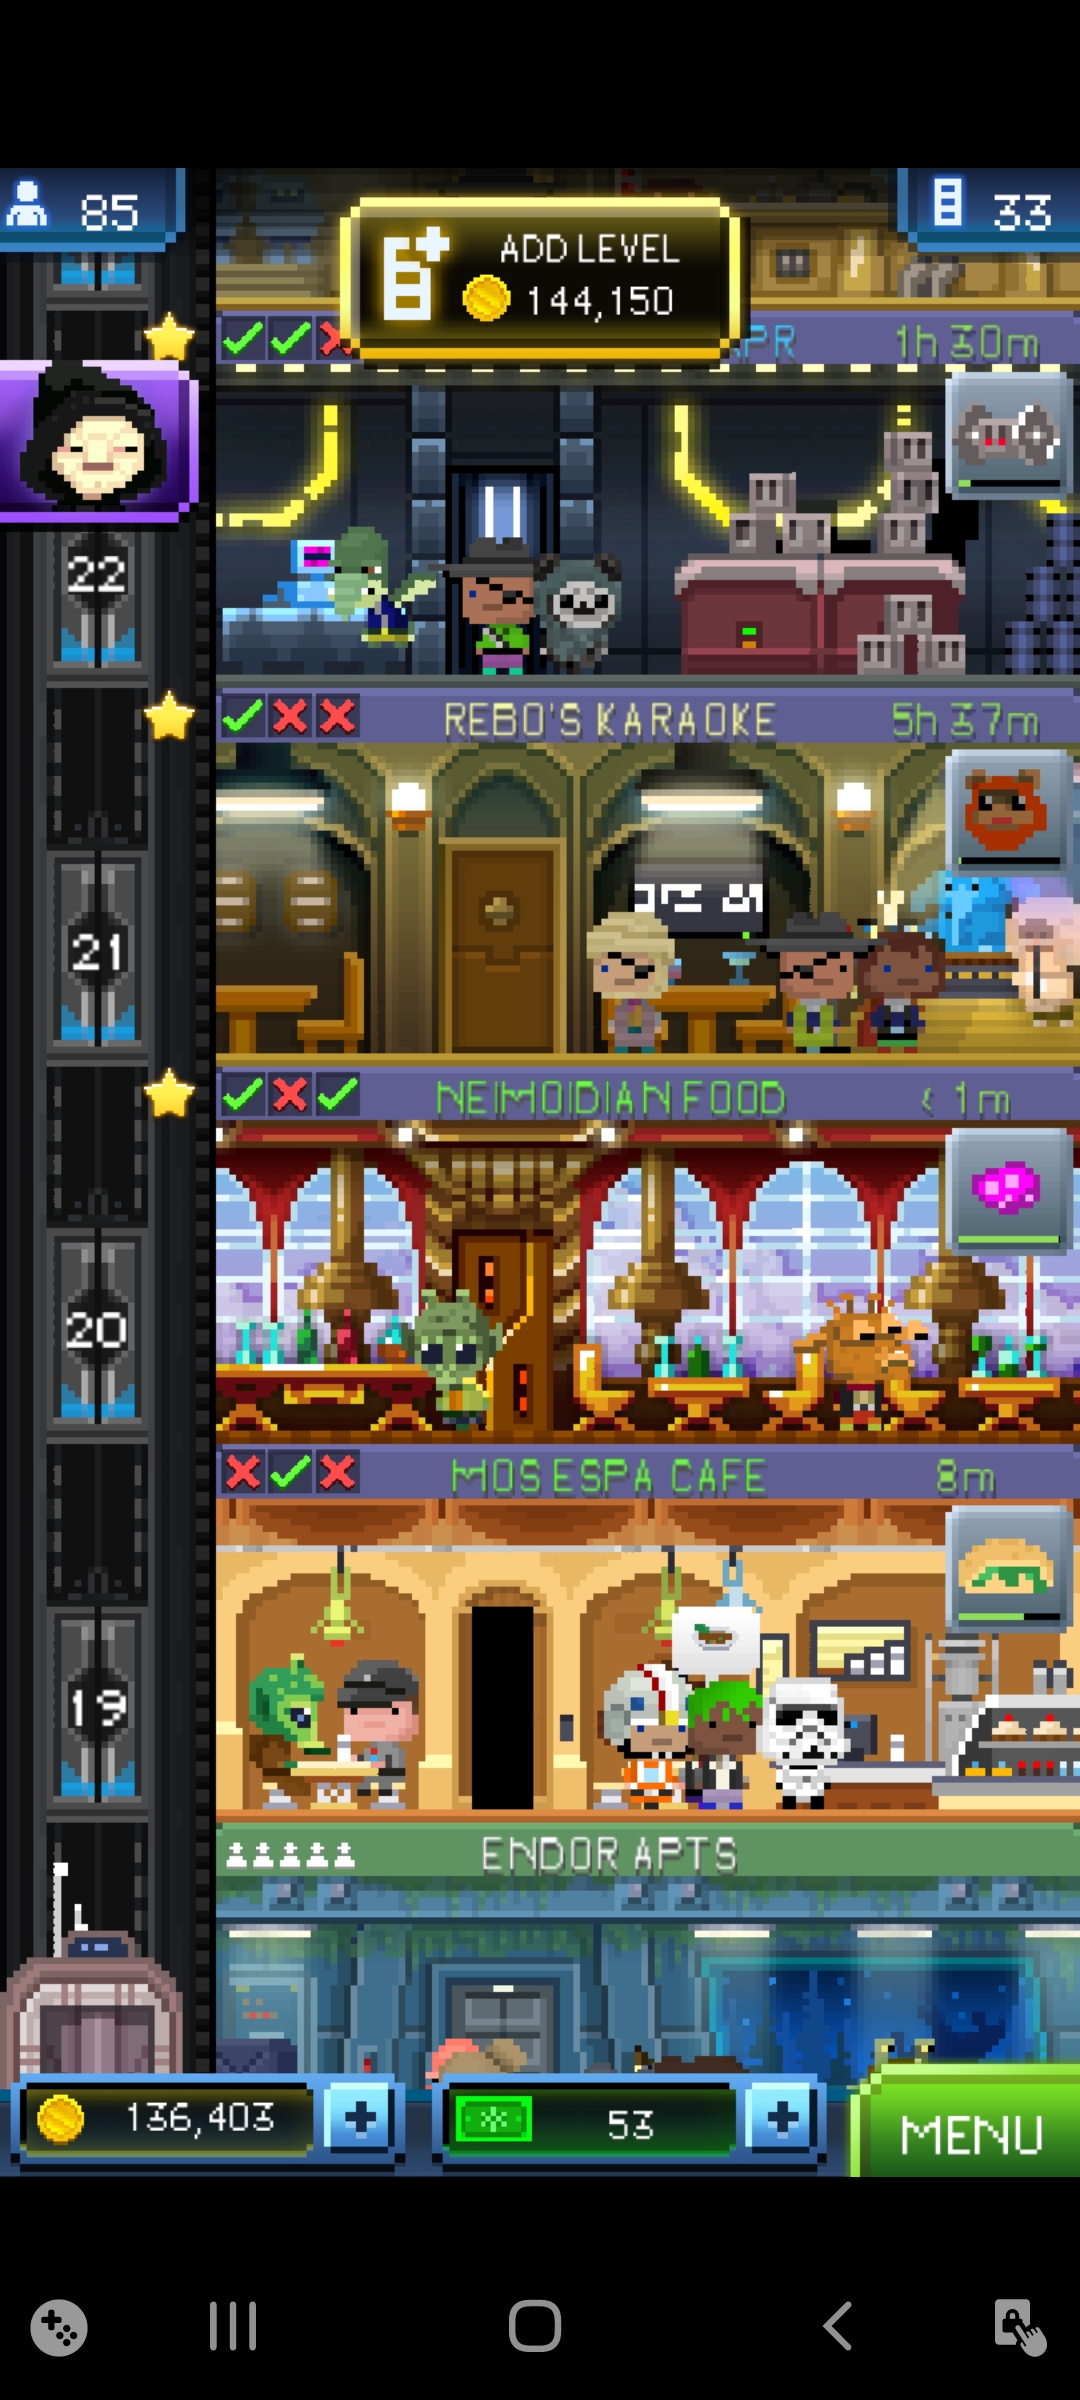 85
ADD LEVEL
144,150
33
PR 1h 30m
22
REBO'S KARAOKE 5h 37m
21
NEIMOIDIAN FOOD < 1m
20
MOS ESPA CAFE 8m
19
ENDOR APTS
136,403
53
MENU